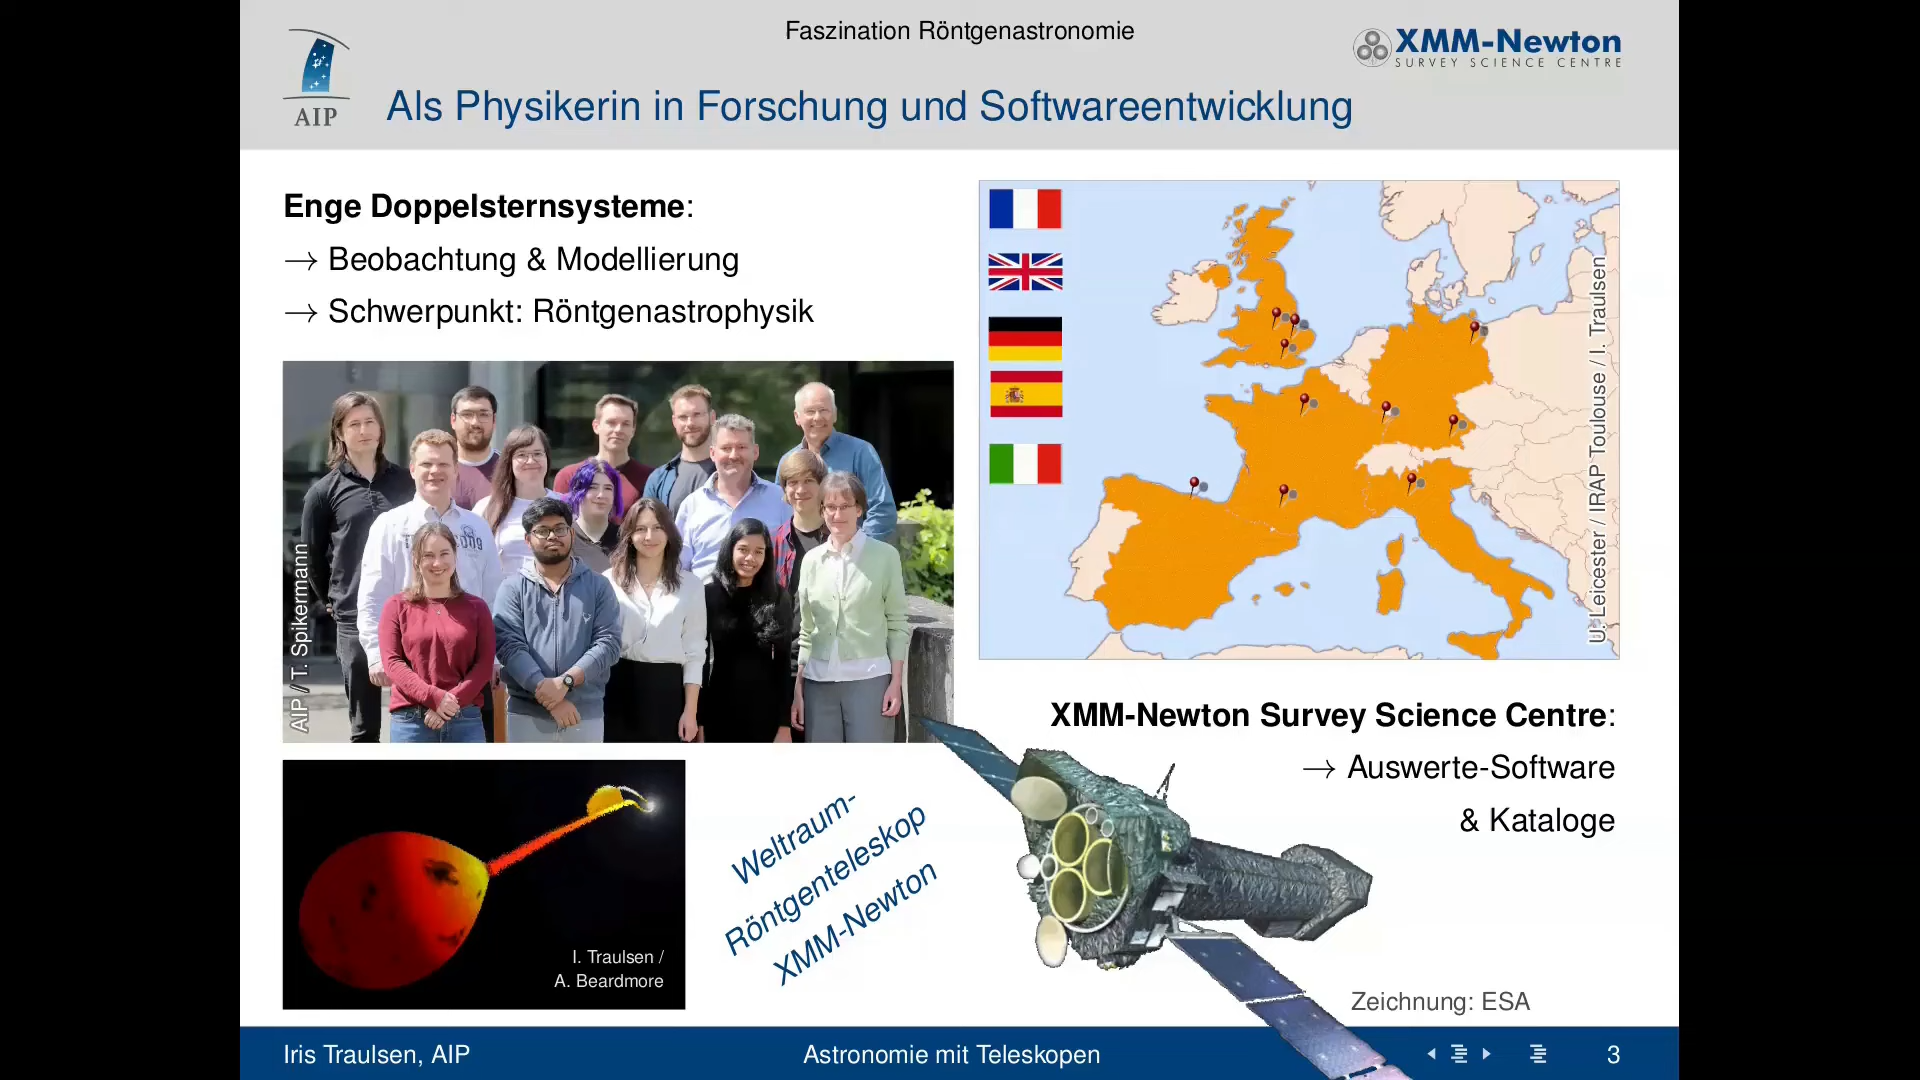 Faszination Röntgenastronomie
AIP
XMM-Newton
SURVEY SCIENCE CENTRE
Als Physikerin in Forschung und Softwareentwicklung
Enge Doppelsternsysteme:
→ Beobachtung & Modellierung
→ Schwerpunkt: Röntgenastrophysik
AIP / T. Spikermann
U. Leicester / IRAP Toulouse / I. Traulsen
XMM-Newton Survey Science Centre:
→ Auswerte-Software
& Kataloge
I. Traulsen /
A. Beardmore
Weltraum-
Röntgenteleskop
XMM-Newton
Zeichnung: ESA
Iris Traulsen, AIP
Astronomie mit Teleskopen
3